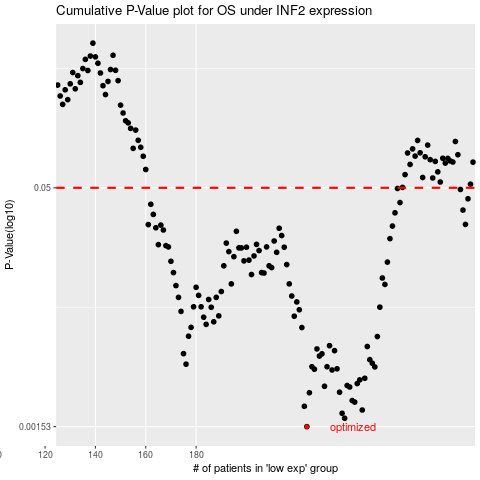 Cumulative P-Value plot for OS under INF2 expression
0.05
P-Value(log10)
0.00153
optimized
0
120
140
160
180
# of patients in 'low exp' group